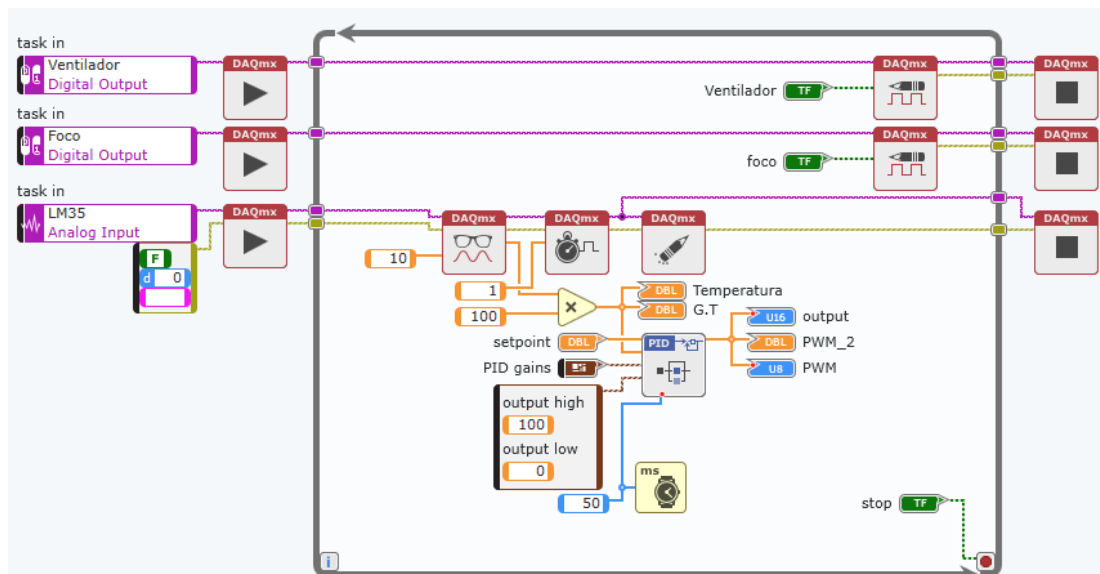 task in
Ventilador
Digital Output
DAQmx
DAQmx
DAQmx
Ventilador
TF
task in
Foco
Digital Output
DAQmx
DAQmx
DAQmx
foco
TF
task in
LM35
Analog Input
DAQmx
DAQmx
DAQmx
DAQmx
DAQmx
F
d 0
10
1
100
×
DBL Temperatura
DBL G.T
setpoint DBL
PID
U16 output
DBL PWM_2
PID gains
U8 PWM
output high
100
output low
0
50
ms
stop TF
i